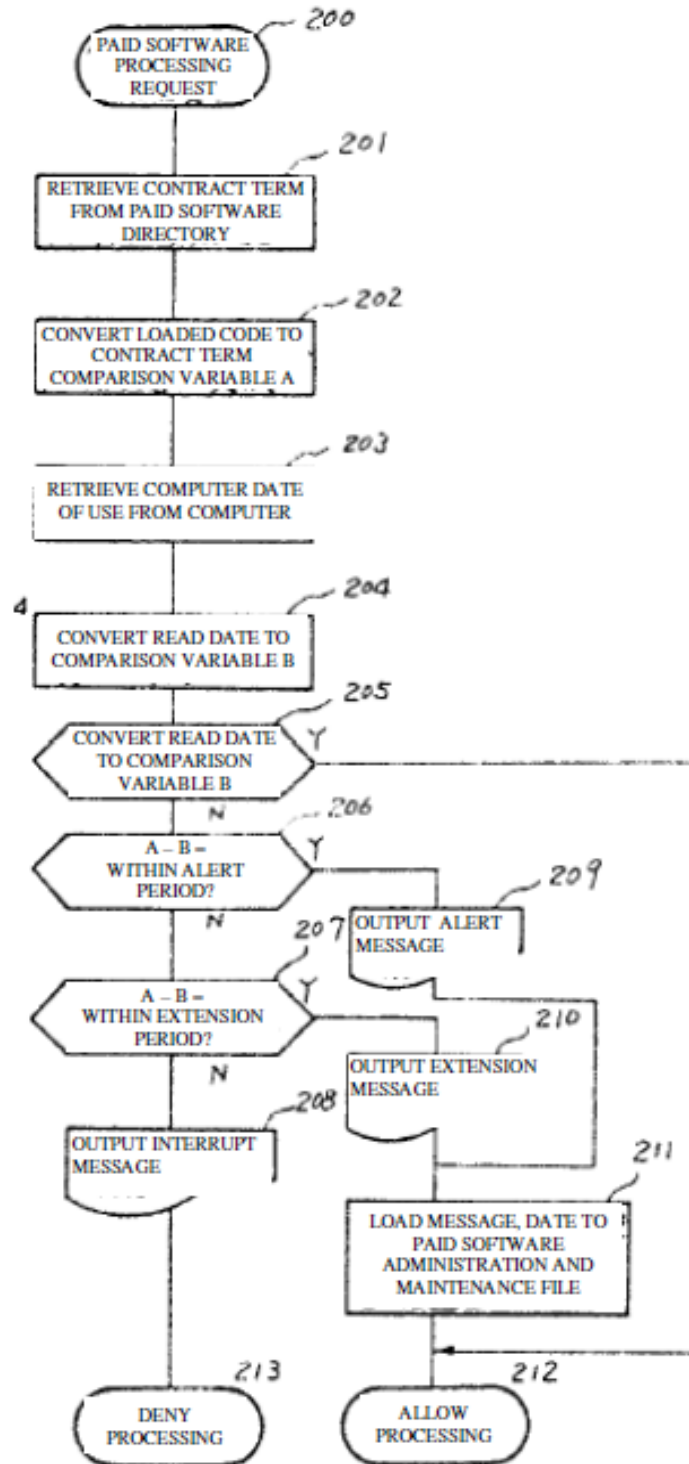 200
PAID SOFTWARE
PROCESSING
REQUEST
201
RETRIEVE CONTRACT TERM
FROM PAID SOFTWARE
DIRECTORY
202
CONVERT LOADED CODE TO
CONTRACT TERM
COMPARISON VARIABLE A
203
RETRIEVE COMPUTER DATE
OF USE FROM COMPUTER
4
204
CONVERT READ DATE TO
COMPARISON VARIABLE B
205
CONVERT READ DATE
TO COMPARISON
VARIABLE B
Y
N
206
A – B =
WITHIN ALERT
PERIOD?
Y
N
209
OUTPUT ALERT
MESSAGE
207
A – B =
WITHIN EXTENSION
PERIOD?
Y
N
210
OUTPUT EXTENSION
MESSAGE
208
OUTPUT INTERRUPT
MESSAGE
211
LOAD MESSAGE, DATE TO
PAID SOFTWARE
ADMINISTRATION AND
MAINTENANCE FILE
213
DENY
PROCESSING
212
ALLOW
PROCESSING